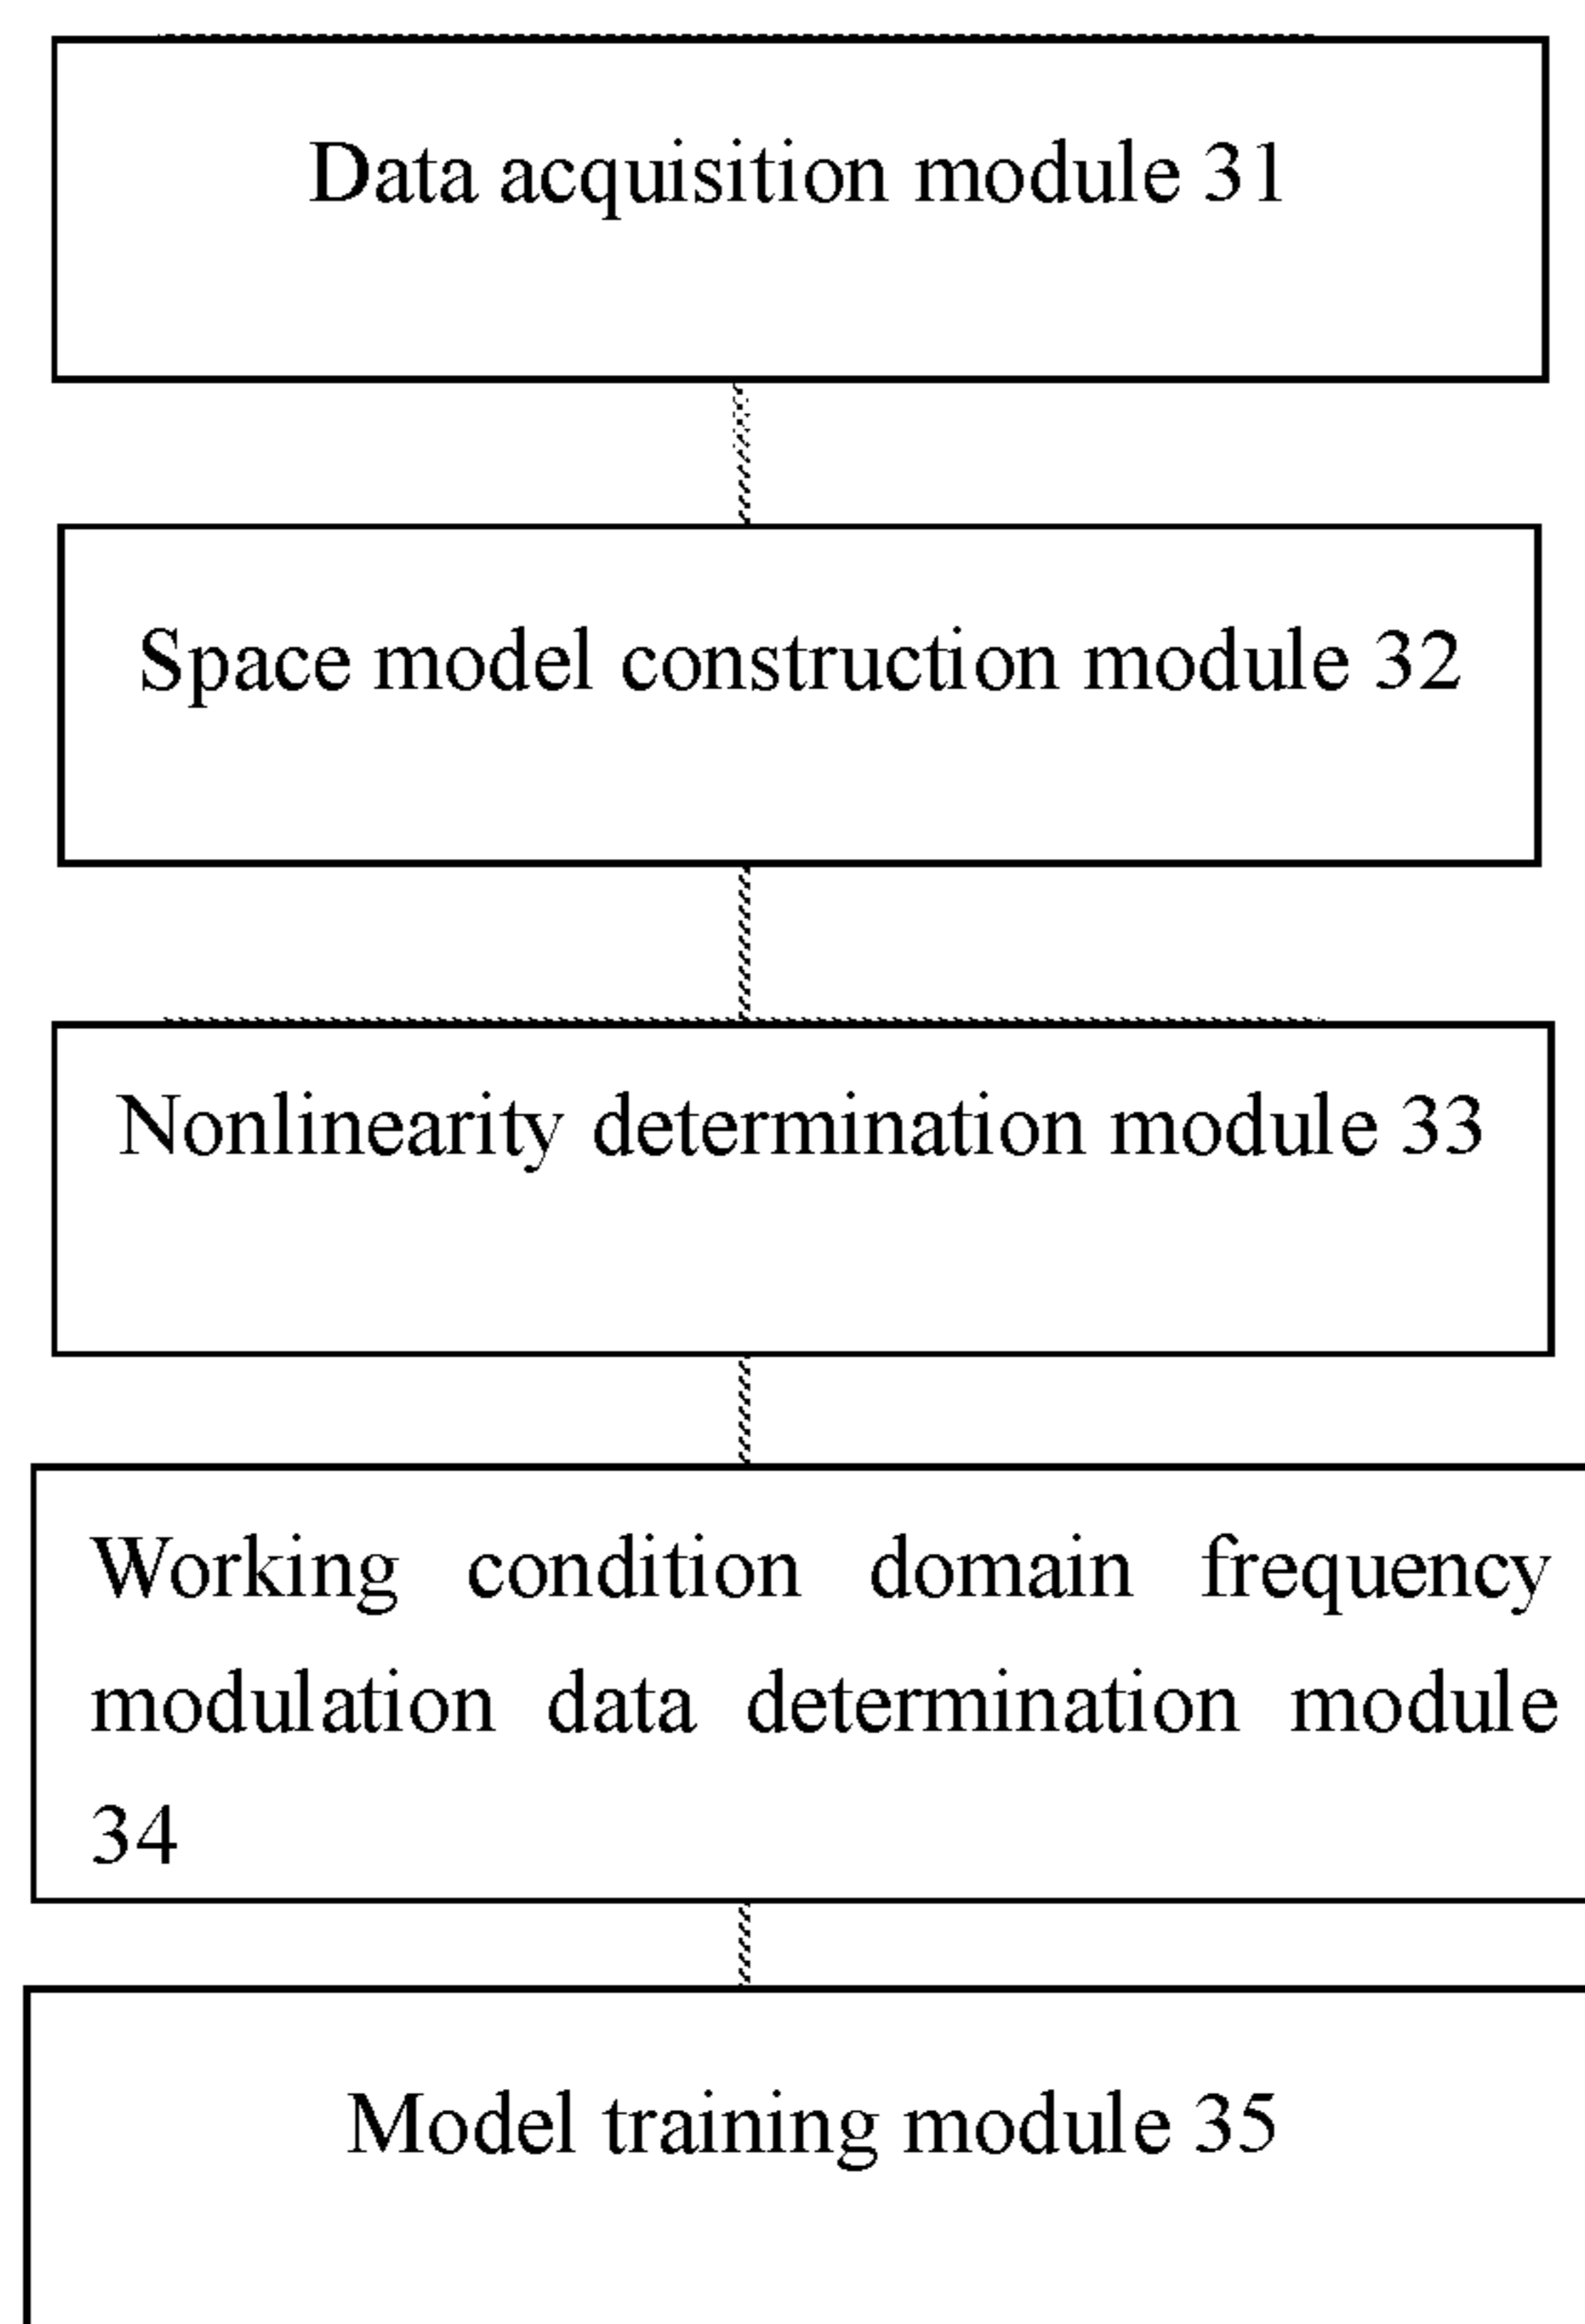 Data acquisition module 31
Space model construction module 32
Nonlinearity determination module 33
Working condition domain frequency
modulation data determination module
34
Model training module 35